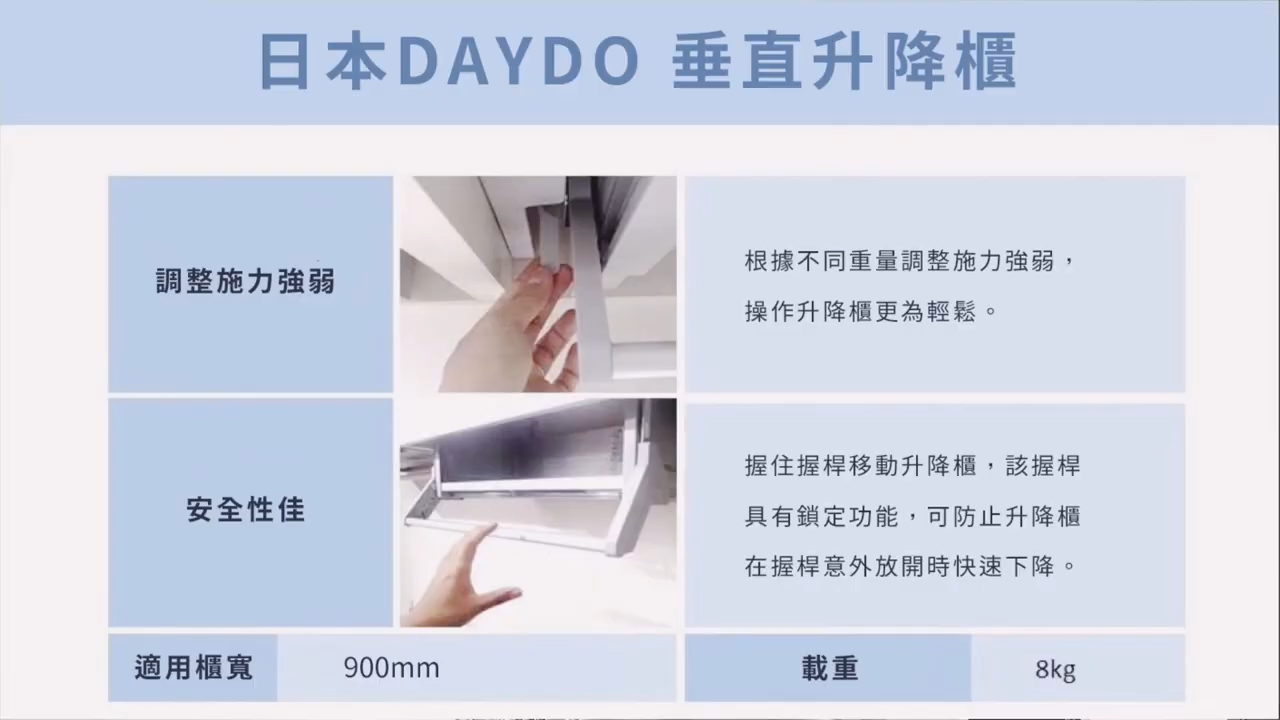 日本DAYDO 垂直升降櫃
調整施力強弱
根據不同重量調整施力強弱，
操作升降櫃更為輕鬆。
安全性佳
握住握桿移動升降櫃，該握桿
具有鎖定功能，可防止升降櫃
在握桿意外放開時快速下降。
適用櫃寬 900mm
載重 8kg